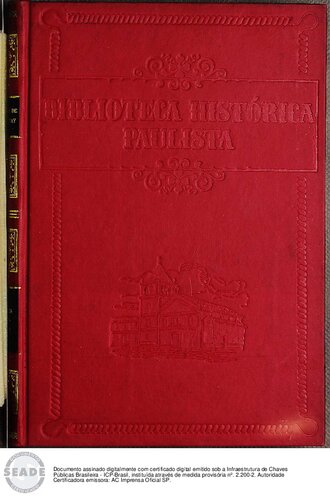 BIBLIOTECA HISTÓRICA
PAULISTA
SEADE
Documento assinado digitalmente com certificado digital emitido sob a Infraestrutura de Chaves
Públicas Brasileira - ICP-Brasil, instituída através de medida provisória nº. 2.200-2. Autoridade
Certificadora emissora: AC Imprensa Oficial SP.